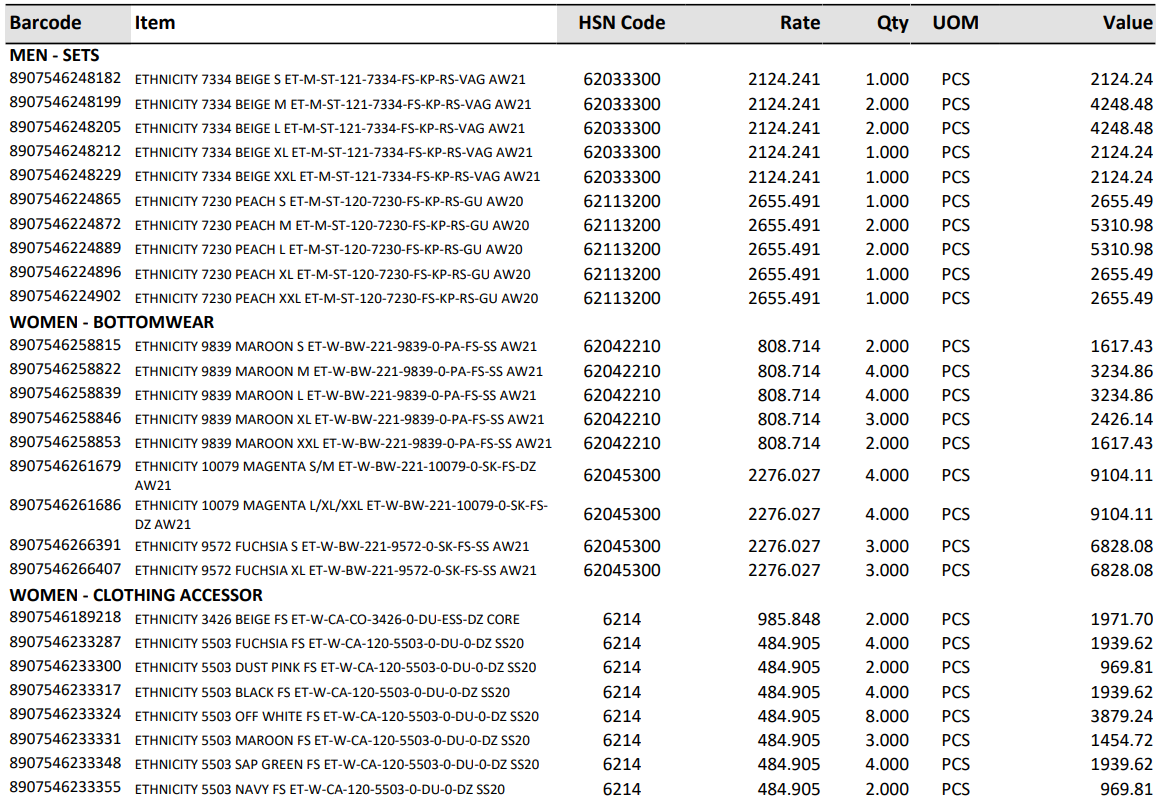 Barcode Item HSN Code Rate Qty UOM Value
MEN - SETS
8907546248182 ETHNICITY 7334 BEIGE S ET-M-ST-121-7334-FS-KP-RS-VAG AW21 62033300 2124.241 1.000 PCS 2124.24
8907546248199 ETHNICITY 7334 BEIGE M ET-M-ST-121-7334-FS-KP-RS-VAG AW21 62033300 2124.241 2.000 PCS 4248.48
8907546248205 ETHNICITY 7334 BEIGE L ET-M-ST-121-7334-FS-KP-RS-VAG AW21 62033300 2124.241 2.000 PCS 4248.48
8907546248212 ETHNICITY 7334 BEIGE XL ET-M-ST-121-7334-FS-KP-RS-VAG AW21 62033300 2124.241 1.000 PCS 2124.24
8907546248229 ETHNICITY 7334 BEIGE XXL ET-M-ST-121-7334-FS-KP-RS-VAG AW21 62033300 2124.241 1.000 PCS 2124.24
8907546224865 ETHNICITY 7230 PEACH S ET-M-ST-120-7230-FS-KP-RS-GU AW20 62113200 2655.491 1.000 PCS 2655.49
8907546224872 ETHNICITY 7230 PEACH M ET-M-ST-120-7230-FS-KP-RS-GU AW20 62113200 2655.491 2.000 PCS 5310.98
8907546224889 ETHNICITY 7230 PEACH L ET-M-ST-120-7230-FS-KP-RS-GU AW20 62113200 2655.491 2.000 PCS 5310.98
8907546224896 ETHNICITY 7230 PEACH XL ET-M-ST-120-7230-FS-KP-RS-GU AW20 62113200 2655.491 1.000 PCS 2655.49
8907546224902 ETHNICITY 7230 PEACH XXL ET-M-ST-120-7230-FS-KP-RS-GU AW20 62113200 2655.491 1.000 PCS 2655.49
WOMEN - BOTTOMWEAR
8907546258815 ETHNICITY 9839 MAROON S ET-W-BW-221-9839-0-PA-FS-SS AW21 62042210 808.714 2.000 PCS 1617.43
8907546258822 ETHNICITY 9839 MAROON M ET-W-BW-221-9839-0-PA-FS-SS AW21 62042210 808.714 4.000 PCS 3234.86
8907546258839 ETHNICITY 9839 MAROON L ET-W-BW-221-9839-0-PA-FS-SS AW21 62042210 808.714 4.000 PCS 3234.86
8907546258846 ETHNICITY 9839 MAROON XL ET-W-BW-221-9839-0-PA-FS-SS AW21 62042210 808.714 3.000 PCS 2426.14
8907546258853 ETHNICITY 9839 MAROON XXL ET-W-BW-221-9839-0-PA-FS-SS AW21 62042210 808.714 2.000 PCS 1617.43
8907546261679 ETHNICITY 10079 MAGENTA S/M ET-W-BW-221-10079-0-SK-FS-DZ 62045300 2276.027 4.000 PCS 9104.11
AW21
8907546261686 ETHNICITY 10079 MAGENTA L/XL/XXL ET-W-BW-221-10079-0-SK-FS- 62045300 2276.027 4.000 PCS 9104.11
DZ AW21
8907546266391 ETHNICITY 9572 FUCHSIA S ET-W-BW-221-9572-0-SK-FS-SS AW21 62045300 2276.027 3.000 PCS 6828.08
8907546266407 ETHNICITY 9572 FUCHSIA XL ET-W-BW-221-9572-0-SK-FS-SS AW21 62045300 2276.027 3.000 PCS 6828.08
WOMEN - CLOTHING ACCESSOR
8907546189218 ETHNICITY 3426 BEIGE FS ET-W-CA-CO-3426-0-DU-ESS-DZ CORE 6214 985.848 2.000 PCS 1971.70
8907546233287 ETHNICITY 5503 FUCHSIA FS ET-W-CA-120-5503-0-DU-0-DZ SS20 6214 484.905 4.000 PCS 1939.62
8907546233300 ETHNICITY 5503 DUST PINK FS ET-W-CA-120-5503-0-DU-0-DZ SS20 6214 484.905 2.000 PCS 969.81
8907546233317 ETHNICITY 5503 BLACK FS ET-W-CA-120-5503-0-DU-0-DZ SS20 6214 484.905 4.000 PCS 1939.62
8907546233324 ETHNICITY 5503 OFF WHITE FS ET-W-CA-120-5503-0-DU-0-DZ SS20 6214 484.905 8.000 PCS 3879.24
8907546233331 ETHNICITY 5503 MAROON FS ET-W-CA-120-5503-0-DU-0-DZ SS20 6214 484.905 3.000 PCS 1454.72
8907546233348 ETHNICITY 5503 SAP GREEN FS ET-W-CA-120-5503-0-DU-0-DZ SS20 6214 484.905 4.000 PCS 1939.62
8907546233355 ETHNICITY 5503 NAVY FS ET-W-CA-120-5503-0-DU-0-DZ SS20 6214 484.905 2.000 PCS 969.81